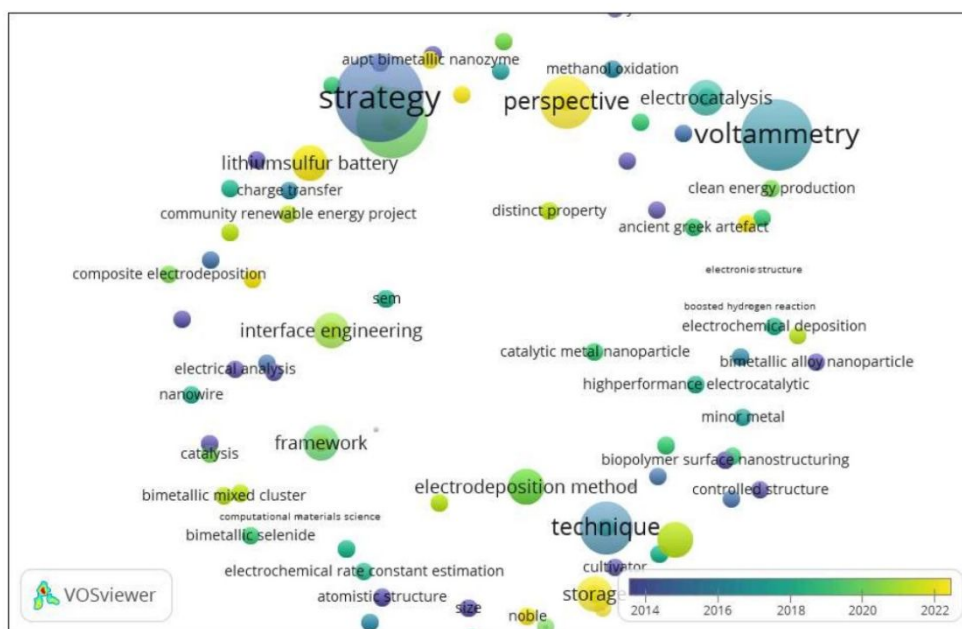 aupt bimetallic nanozyme
methanol oxidation
strategy
perspective
electrocatalysis
voltammetry
lithiumsulfur battery
charge transfer
clean energy production
community renewable energy project
distinct property
ancient greek artefact
composite electrodeposition
electronic structure
sem
boosted hydrogen reaction
interface engineering
electrochemical deposition
catalytic metal nanoparticle
bimetallic alloy nanoparticle
electrical analysis
highperformance electrocatalytic
nanowire
minor metal
framework
catalysis
biopolymer surface nanostructuring
electrodeposition method
controlled structure
bimetallic mixed cluster
computational materials science
technique
bimetallic selenide
electrochemical rate constant estimation
cultivator
atomistic structure
storage
size
noble
VOSviewer
2014 2016 2018 2020 2022